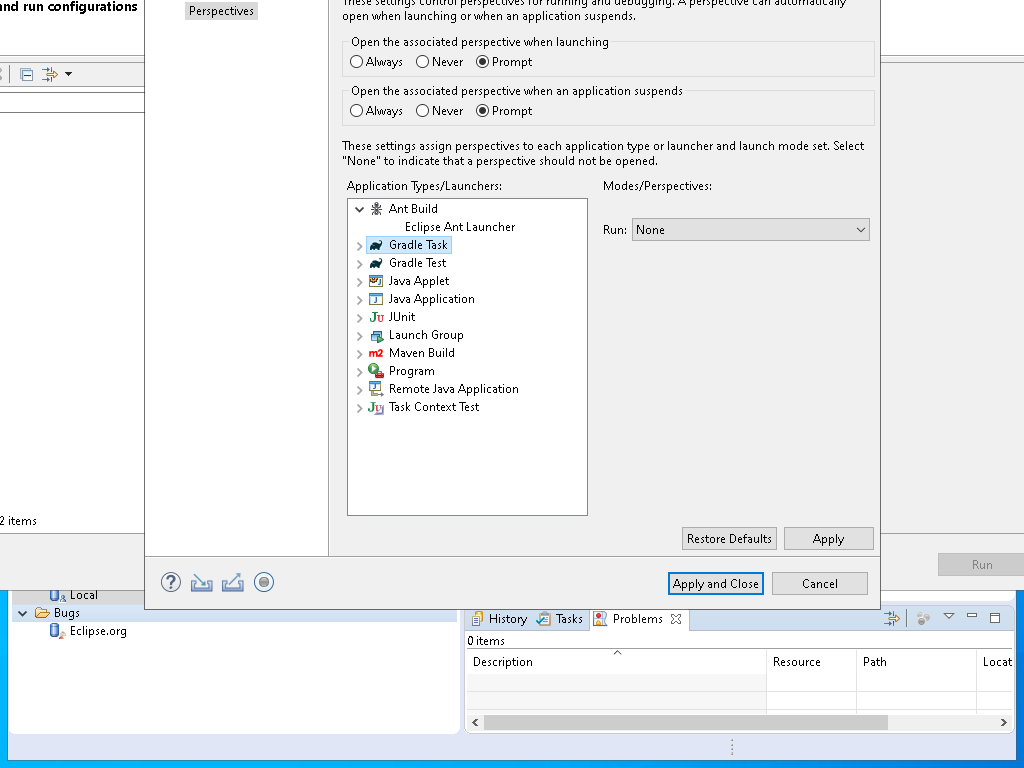 and run configurations
Perspectives
These settings control perspectives for running and debugging. A perspective can automatically
open when launching or when an application suspends.
Open the associated perspective when launching
Always Never Prompt
Open the associated perspective when an application suspends
Always Never Prompt
These settings assign perspectives to each application type or launcher and launch mode set. Select
"None" to indicate that a perspective should not be opened.
Application Types/Launchers:
Modes/Perspectives:
Ant Build
Eclipse Ant Launcher
Gradle Task
Gradle Test
Java Applet
Java Application
JUnit
Launch Group
Maven Build
Program
Remote Java Application
Task Context Test
Run: None
2 items
Restore Defaults Apply
Apply and Close Cancel
Run
Local
Bugs
Eclipse.org
History Tasks Problems
0 items
Description Resource Path Locat